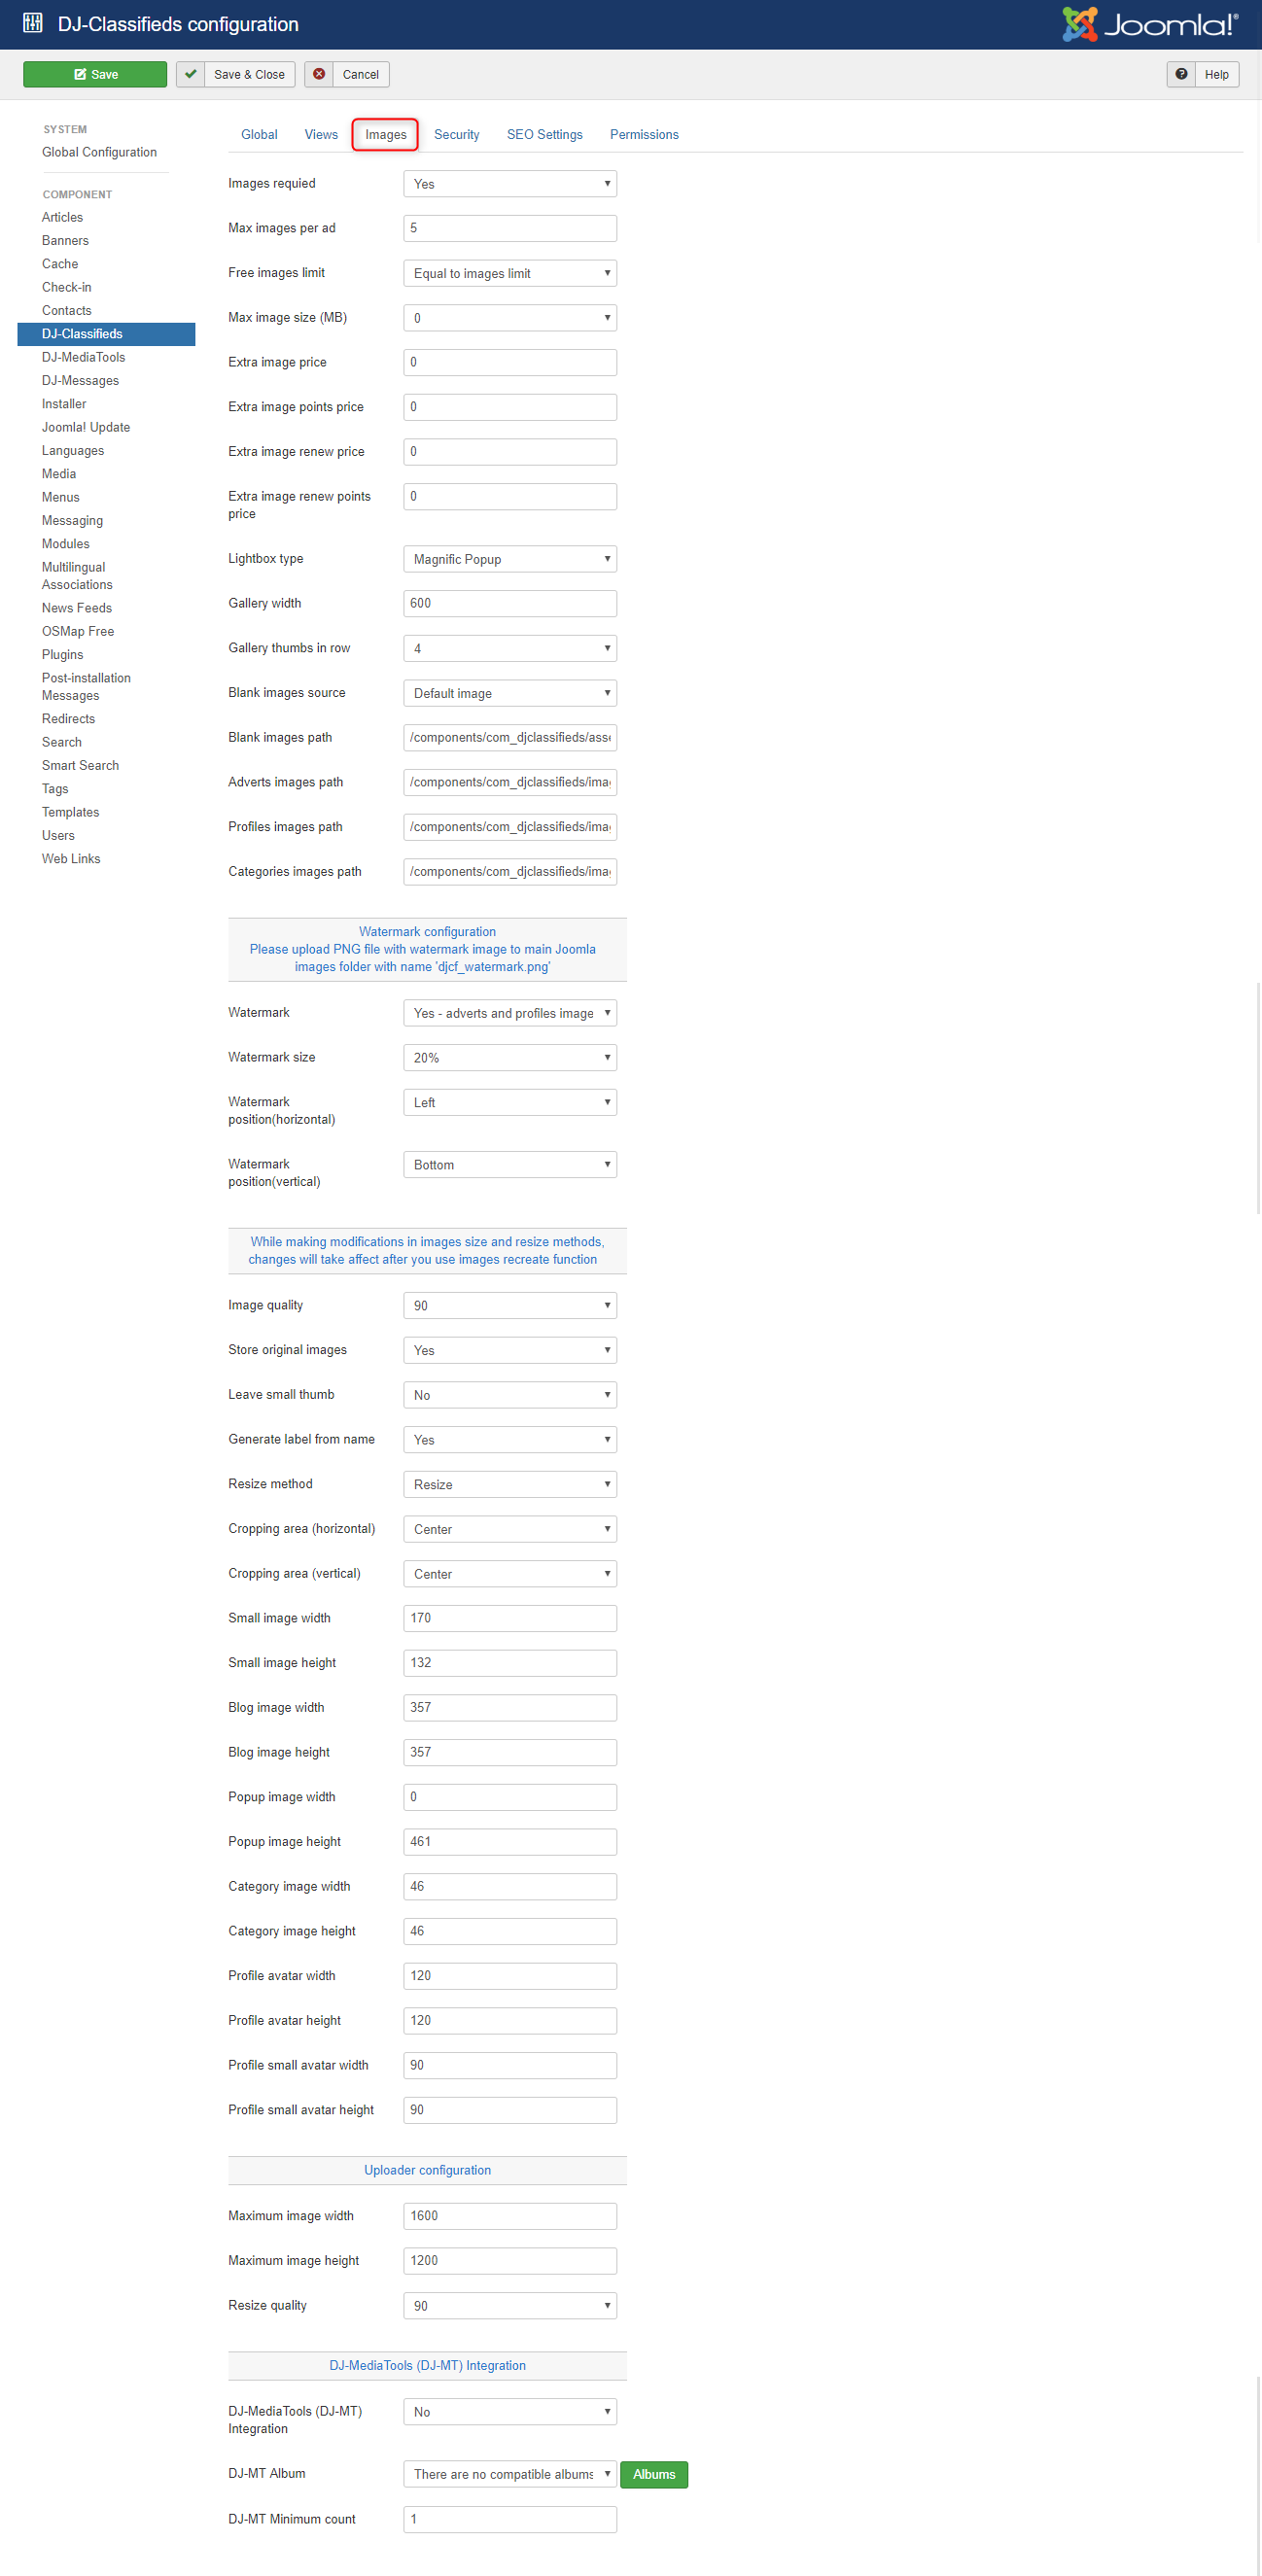 DJ-Classifieds configuration
Joomla!®
Save
Save & Close
Cancel
Help
SYSTEM
Global Configuration
COMPONENT
Articles
Banners
Cache
Check-in
Contacts
DJ-Classifieds
DJ-MediaTools
DJ-Messages
Installer
Joomla! Update
Languages
Media
Menus
Messaging
Modules
Multilingual
Associations
News Feeds
OSMap Free
Plugins
Post-installation
Messages
Redirects
Search
Smart Search
Tags
Templates
Users
Web Links
Global Views Images Security SEO Settings Permissions
Images requied Yes
Max images per ad 5
Free images limit Equal to images limit
Max image size (MB) 0
Extra image price 0
Extra image points price 0
Extra image renew price 0
Extra image renew points 0
price
Lightbox type Magnific Popup
Gallery width 600
Gallery thumbs in row 4
Blank images source Default image
Blank images path /components/com_djclassifieds/asse
Adverts images path /components/com_djclassifieds/imag
Profiles images path /components/com_djclassifieds/imag
Categories images path /components/com_djclassifieds/imag
Watermark configuration
Please upload PNG file with watermark image to main Joomla
images folder with name 'djcf_watermark.png'
Watermark Yes - adverts and profiles image
Watermark size 20%
Watermark Left
position(horizontal)
Watermark Bottom
position(vertical)
While making modifications in images size and resize methods,
changes will take affect after you use images recreate function
Image quality 90
Store original images Yes
Leave small thumb No
Generate label from name Yes
Resize method Resize
Cropping area (horizontal) Center
Cropping area (vertical) Center
Small image width 170
Small image height 132
Blog image width 357
Blog image height 357
Popup image width 0
Popup image height 461
Category image width 46
Category image height 46
Profile avatar width 120
Profile avatar height 120
Profile small avatar width 90
Profile small avatar height 90
Uploader configuration
Maximum image width 1600
Maximum image height 1200
Resize quality 90
DJ-MediaTools (DJ-MT) Integration
DJ-MediaTools (DJ-MT) No
Integration
DJ-MT Album There are no compatible albums Albums
DJ-MT Minimum count 1